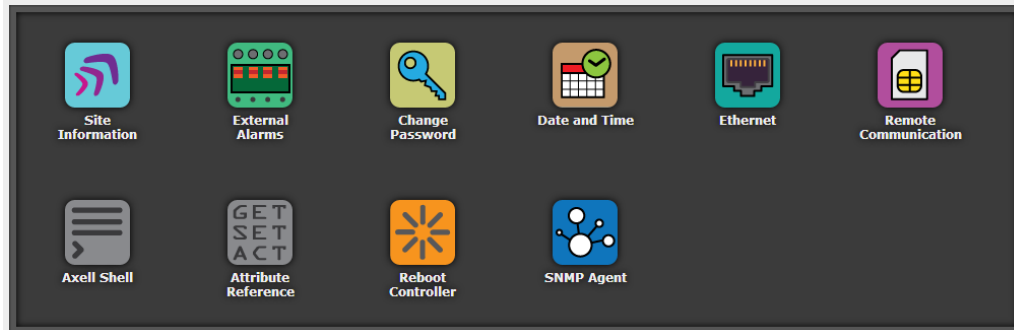 Site
Information
External
Alarms
Change
Password
Date and Time
Ethernet
Remote
Communication
GET
SET
ACT
Axell Shell
Attribute
Reference
Reboot
Controller
SNMP Agent